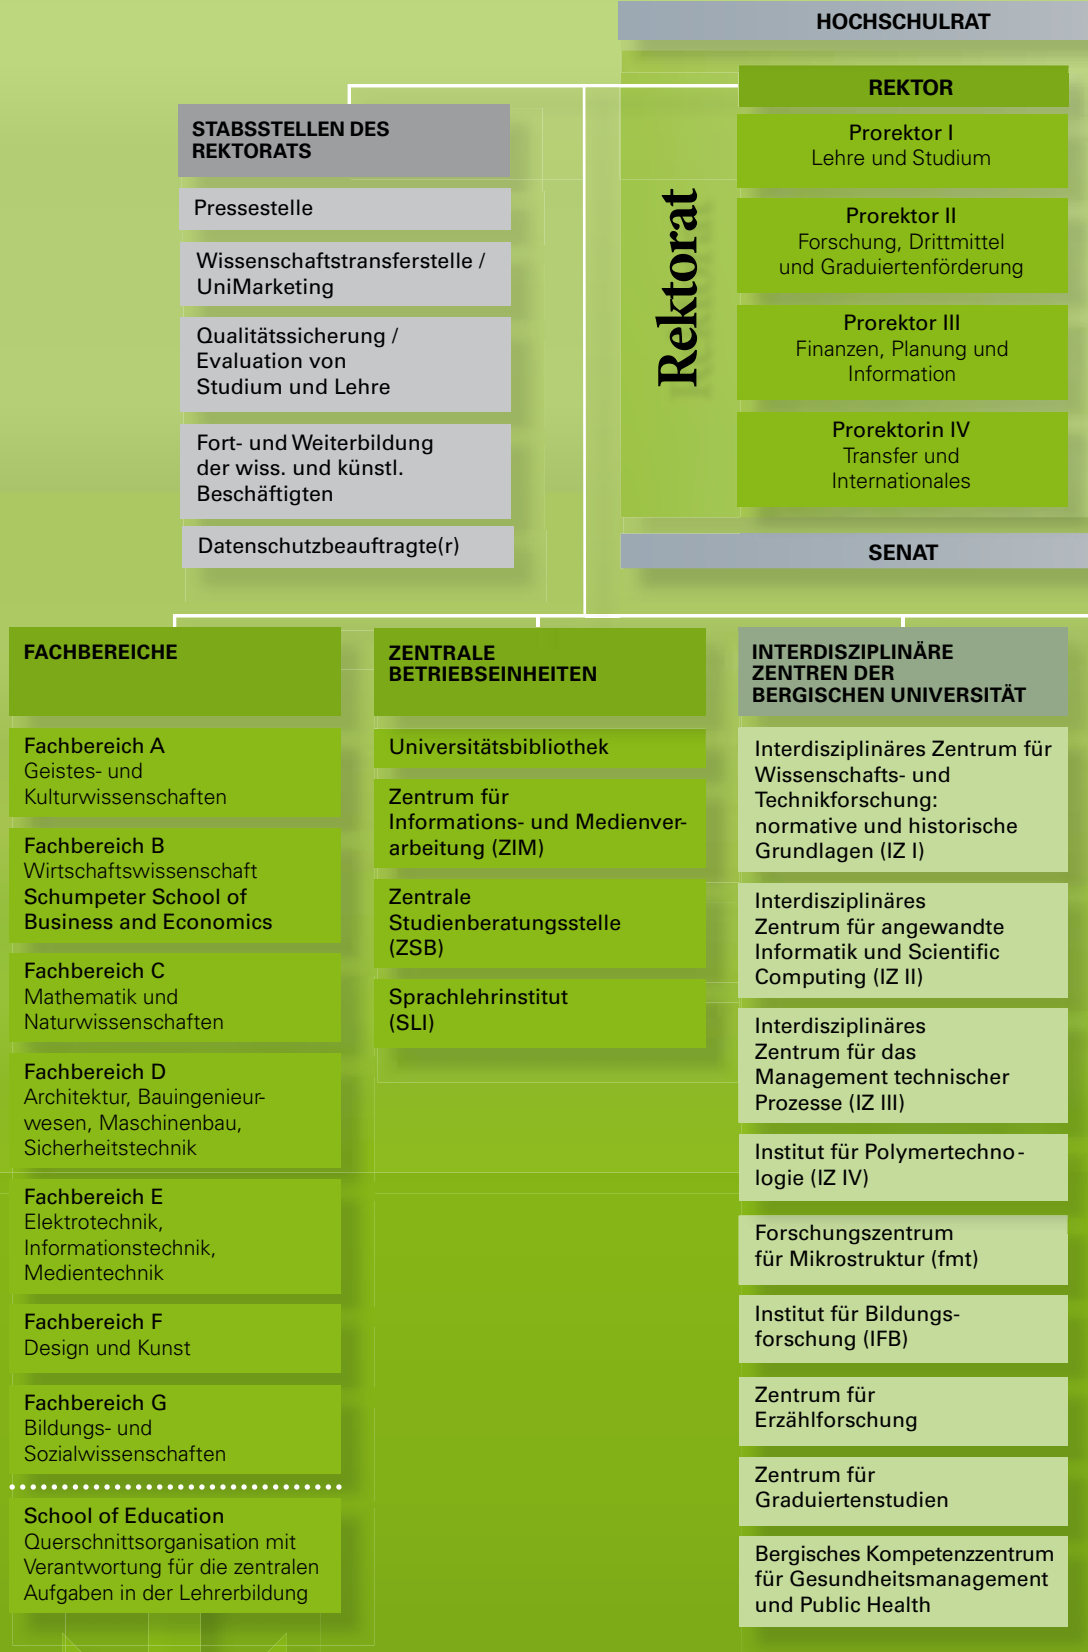 HOCHSCHULRAT
REKTOR
Prorektor I
Lehre und Studium
Prorektor II
Forschung, Drittmittel
und Graduiertenförderung
Prorektor III
Finanzen, Planung und
Information
Prorektorin IV
Transfer und
Internationales
Rektorat
SENAT
STABSSTELLEN DES
REKTORATS
Pressestelle
Wissenschaftstransferstelle /
UniMarketing
Qualitätssicherung /
Evaluation von
Studium und Lehre
Fort- und Weiterbildung
der wiss. und künstl.
Beschäftigten
Datenschutzbeauftragte(r)
FACHBEREICHE
Fachbereich A
Geistes- und
Kulturwissenschaften
Fachbereich B
Wirtschaftswissenschaft
Schumpeter School of
Business and Economics
Fachbereich C
Mathematik und
Naturwissenschaften
Fachbereich D
Architektur, Bauingenieur-
wesen, Maschinenbau,
Sicherheitstechnik
Fachbereich E
Elektrotechnik,
Informationstechnik,
Medientechnik
Fachbereich F
Design und Kunst
Fachbereich G
Bildungs- und
Sozialwissenschaften
School of Education
Querschnittsorganisation mit
Verantwortung für die zentralen
Aufgaben in der Lehrerbildung
ZENTRALE
BETRIEBSEINHEITEN
Universitätsbibliothek
Zentrum für
Informations- und Medienver-
arbeitung (ZIM)
Zentrale
Studienberatungsstelle
(ZSB)
Sprachlehrinstitut
(SLI)
INTERDISZIPLINÄRE
ZENTREN DER
BERGISCHEN UNIVERSITÄT
Interdisziplinäres Zentrum für
Wissenschafts- und
Technikforschung:
normative und historische
Grundlagen (IZ I)
Interdisziplinäres
Zentrum für angewandte
Informatik und Scientific
Computing (IZ II)
Interdisziplinäres
Zentrum für das
Management technischer
Prozesse (IZ III)
Institut für Polymertechno-
logie (IZ IV)
Forschungszentrum
für Mikrostruktur (fmt)
Institut für Bildungs-
forschung (IFB)
Zentrum für
Erzählforschung
Zentrum für
Graduiertenstudien
Bergisches Kompetenzzentrum
für Gesundheitsmanagement
und Public Health